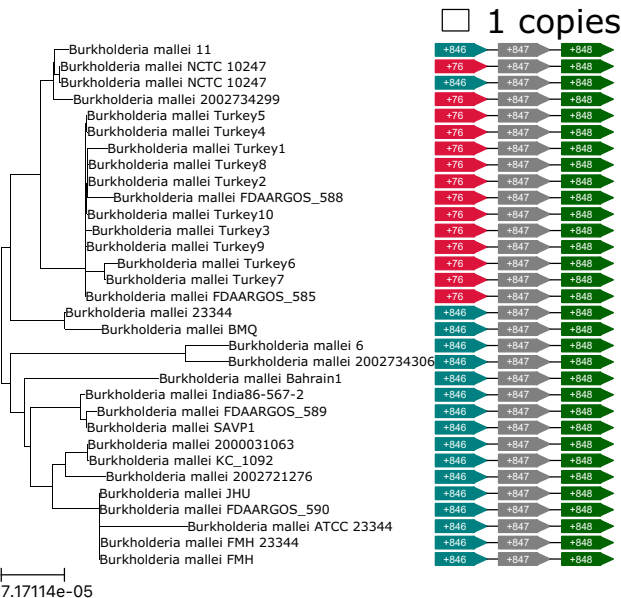 1 copies
Burkholderia mallei 11 +846 +847 +848
Burkholderia mallei NCTC 10247 +76 +847 +848
Burkholderia mallei NCTC 10247 +846 +847 +848
Burkholderia mallei 2002734299 +76 +847 +848
Burkholderia mallei Turkey5 +76 +847 +848
Burkholderia mallei Turkey4 +76 +847 +848
Burkholderia mallei Turkey1 +76 +847 +848
Burkholderia mallei Turkey8 +76 +847 +848
Burkholderia mallei Turkey2 +76 +847 +848
Burkholderia mallei FDAARGOS_588 +76 +847 +848
Burkholderia mallei Turkey10 +76 +847 +848
Burkholderia mallei Turkey3 +76 +847 +848
Burkholderia mallei Turkey9 +76 +847 +848
Burkholderia mallei Turkey6 +76 +847 +848
Burkholderia mallei Turkey7 +76 +847 +848
Burkholderia mallei FDAARGOS_585 +76 +847 +848
Burkholderia mallei 23344 +846 +847 +848
Burkholderia mallei BMQ +846 +847 +848
Burkholderia mallei 6 +846 +847 +848
Burkholderia mallei 2002734306 +846 +847 +848
Burkholderia mallei Bahrain1 +846 +847 +848
Burkholderia mallei India86-567-2 +846 +847 +848
Burkholderia mallei FDAARGOS_589 +846 +847 +848
Burkholderia mallei SAVP1 +846 +847 +848
Burkholderia mallei 2000031063 +846 +847 +848
Burkholderia mallei KC_1092 +846 +847 +848
Burkholderia mallei 2002721276 +846 +847 +848
Burkholderia mallei JHU +846 +847 +848
Burkholderia mallei FDAARGOS_590 +846 +847 +848
Burkholderia mallei ATCC 23344 +846 +847 +848
Burkholderia mallei FMH 23344 +846 +847 +848
Burkholderia mallei FMH +846 +847 +848
7.17114e-05